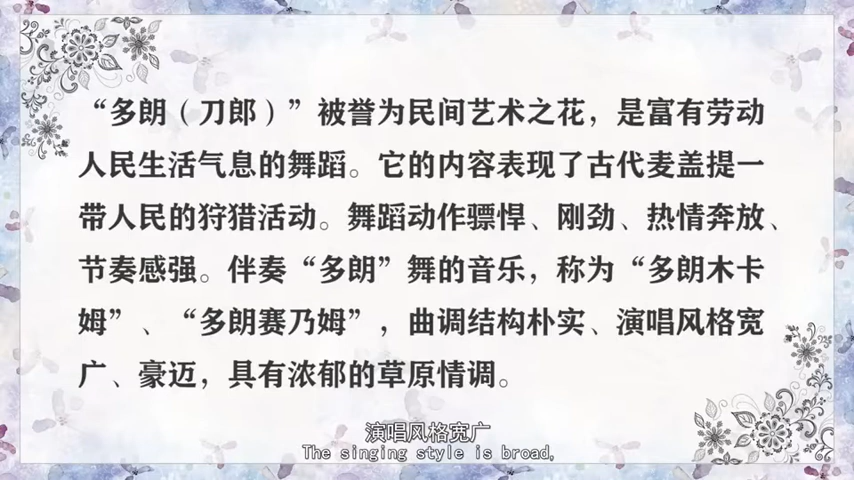 “多朗（刀郎）”被誉为民间艺术之花，是富有劳动
人民生活气息的舞蹈。它的内容表现了古代麦盖提一
带人民的狩猎活动。舞蹈动作骠悍、刚劲、热情奔放、
节奏感强。伴奏“多朗”舞的音乐，称为“多朗木卡
姆”、“多朗赛乃姆”，曲调结构朴实、演唱风格宽
广、豪迈，具有浓郁的草原情调。
演唱风格宽广
The singing style is broad,